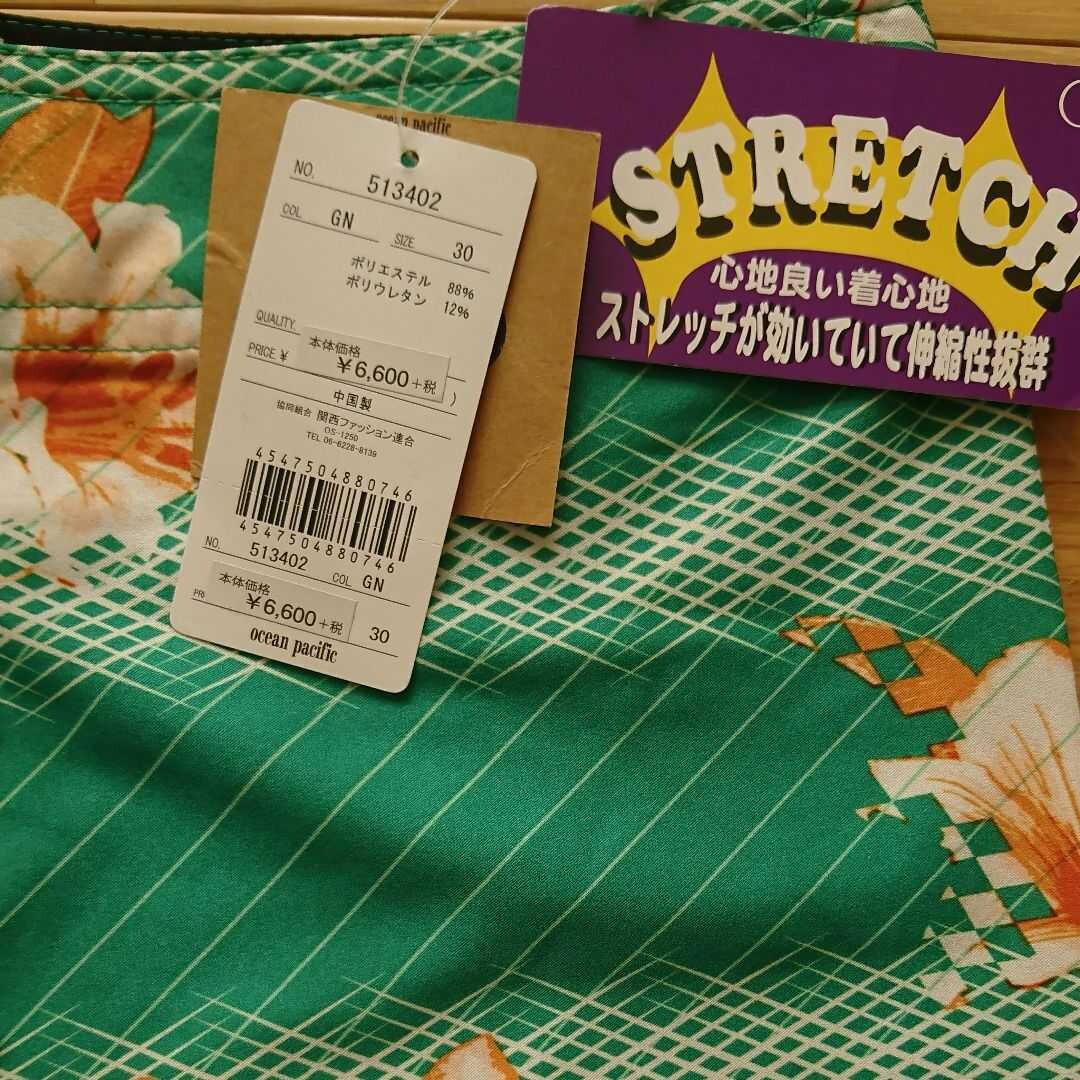 ocean pacific
NO. 513402
COL GN SIZE 30
ポリエステル 88%
ポリウレタン 12%
QUALITY
PRICE ¥
本体価格
¥6,600+税
)
中国製
協同組合 関西ファッション連合
OS-1250
TEL 06-6228-8139
4547504880746
4547504880746
NO. 513402 COL GN
本体価格
PRI ¥6,600+税 30
ocean pacific
STRETCH
心地良い着心地
ストレッチが効いていて伸縮性抜群